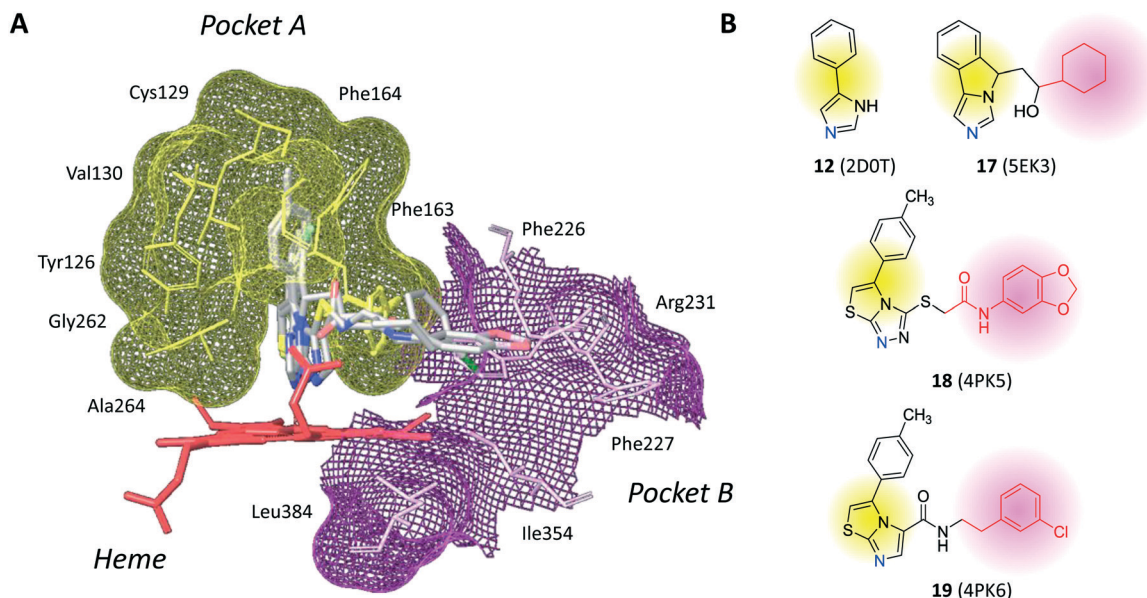 A
Pocket A
Cys129
Phe164
Val130
Phe163
Phe226
Tyr126
Arg231
Gly262
Ala264
Phe227
Leu384
Pocket B
Ile354
Heme
B
NH
N
12 (2D0T)
N
HO
N
17 (5EK3)
CH₃
N
S
S
O
N
H
O
O
N
N
18 (4PK5)
CH₃
N
S
O
N
H
Cl
N
19 (4PK6)